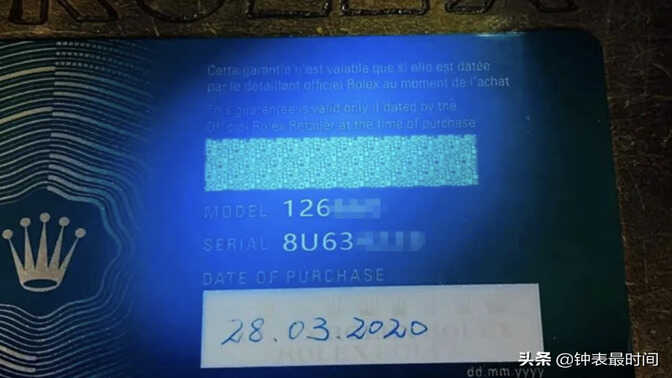 Cette garantie n'est valable que si elle est datée
par le détaillant officiel Rolex au moment de l'achat
This guarantee is valid only if dated by the
Official Rolex Retailer at the time of purchase
MODEL 126
SERIAL 8U63
DATE OF PURCHASE
28.03.2020
dd.mm.yyyy
头条 @钟表最时间